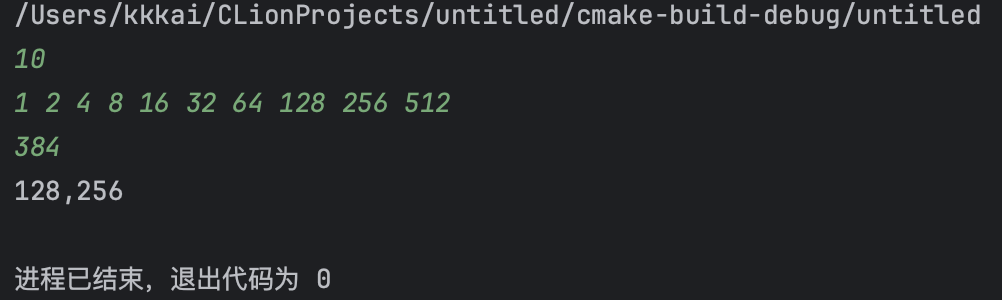 /Users/kkkai/CLionProjects/untitled/cmake-build-debug/untitled
10
1 2 4 8 16 32 64 128 256 512
384
128,256
进程已结束，退出代码为 0